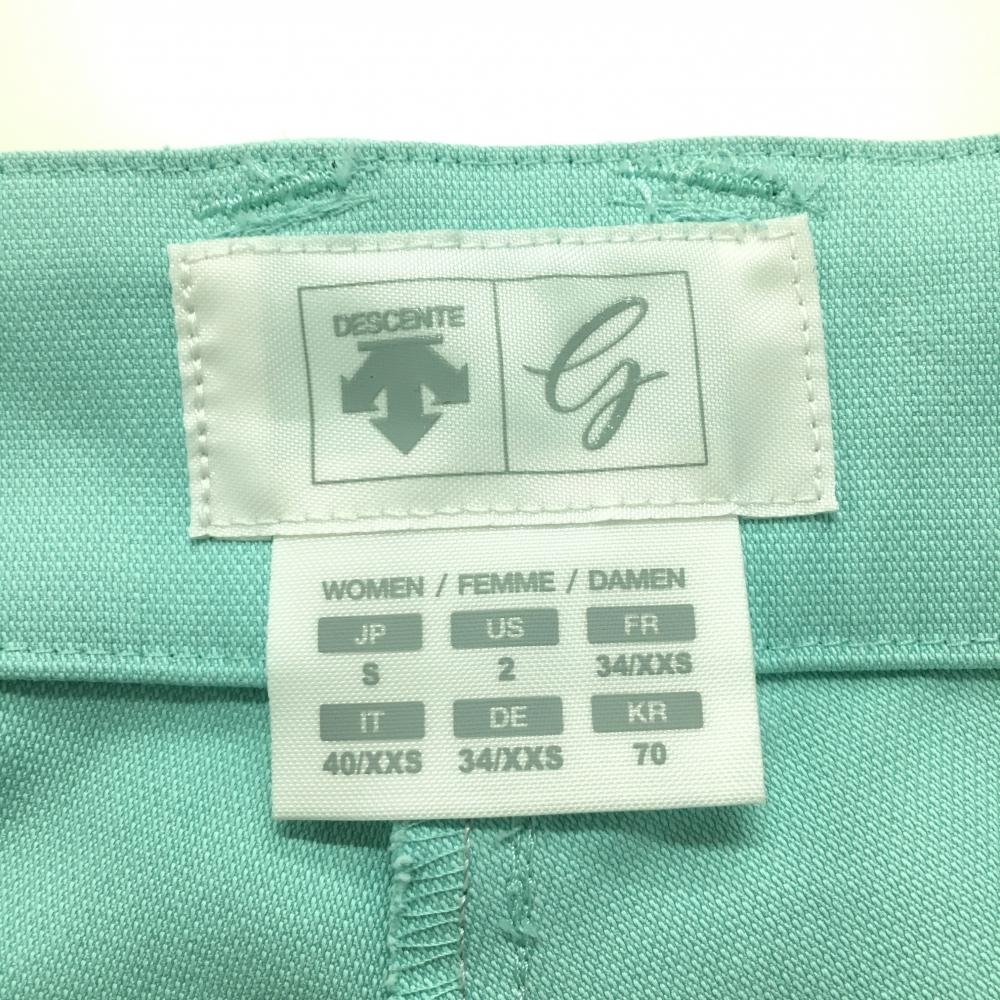 DESCENTE
G
WOMEN / FEMME / DAMEN
JP US FR
S 2 34/XXS
IT DE KR
40/XXS 34/XXS 70